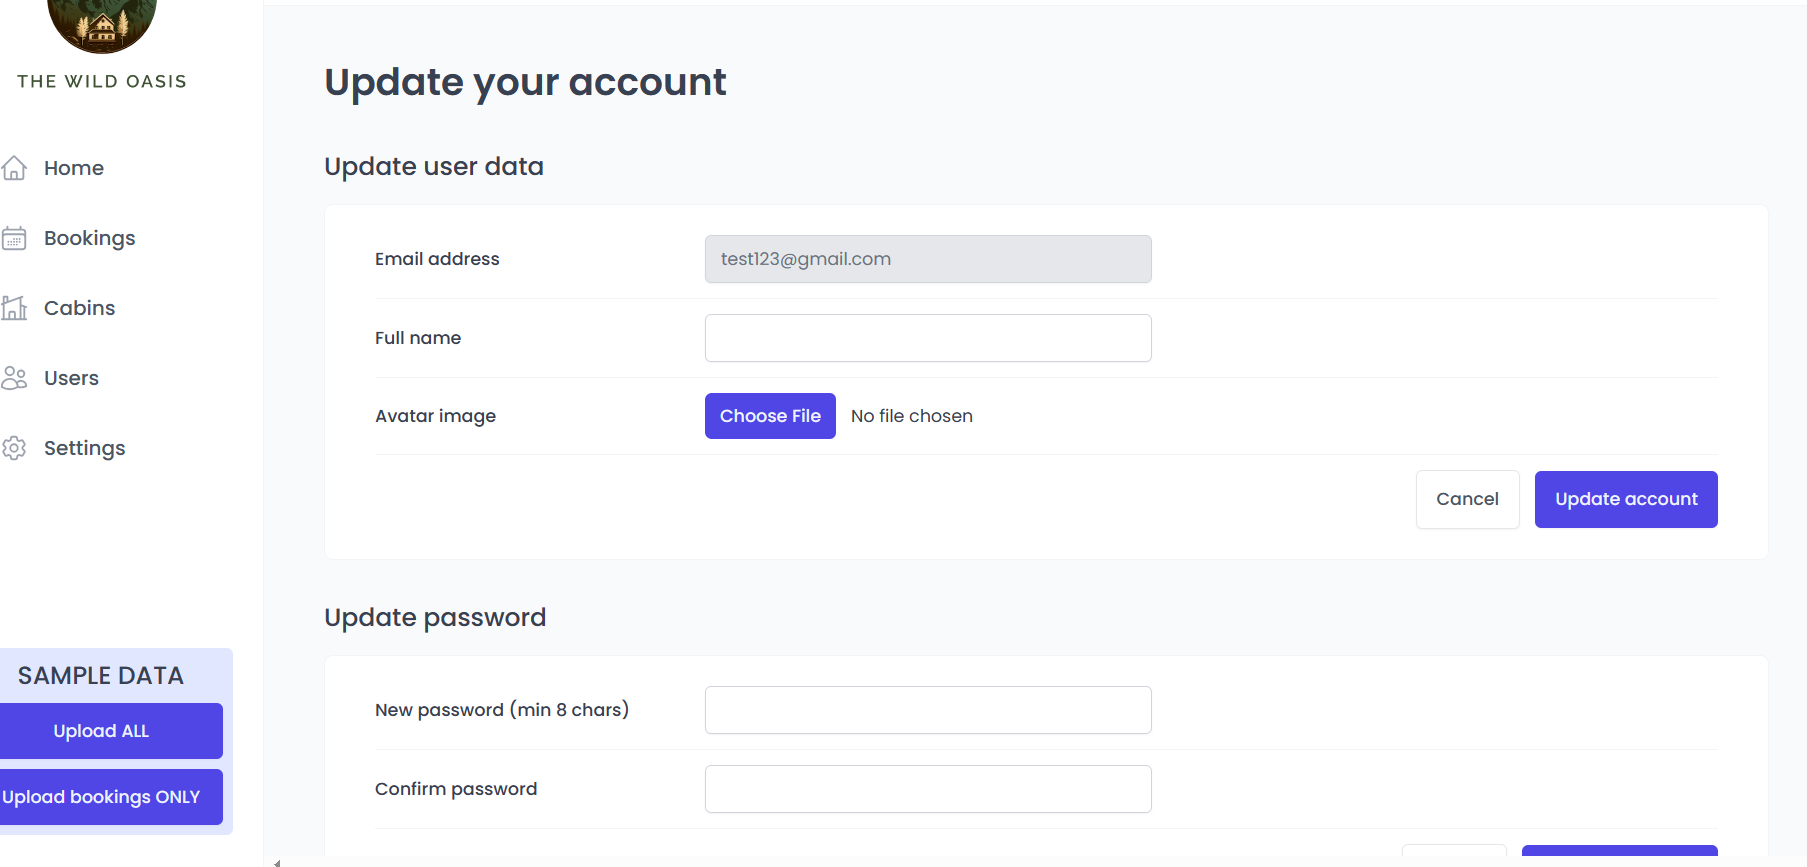 THE WILD OASIS
Home
Bookings
Cabins
Users
Settings
SAMPLE DATA
Upload ALL
Upload bookings ONLY
Update your account
Update user data
Email address
test123@gmail.com
Full name
Avatar image
Choose File No file chosen
Cancel
Update account
Update password
New password (min 8 chars)
Confirm password